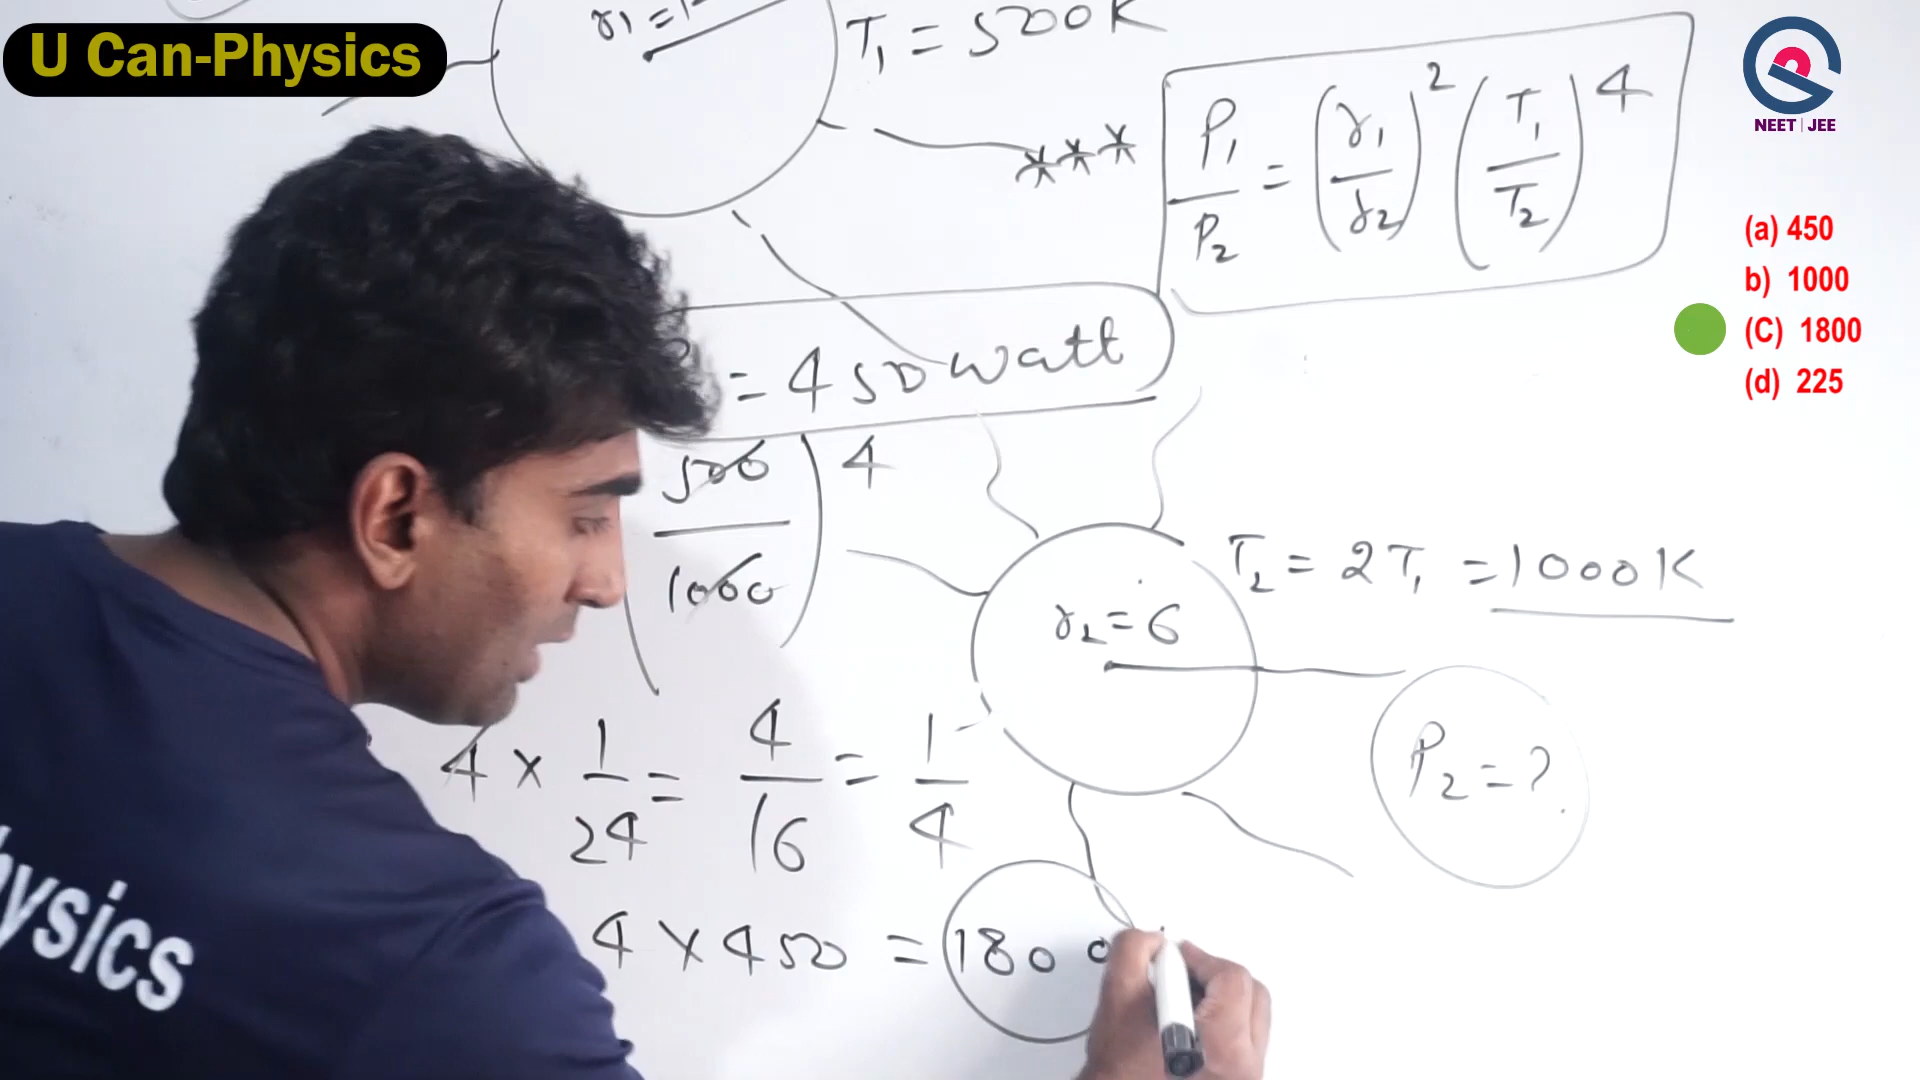 U Can-Physics
T₁ = 500K
NEET | JEE
*** P₁/P₂ = (r₁/r₂)² (T₁/T₂)⁴
(a) 450
b) 1000
(C) 1800
(d) 225
= 450 watt
500/1000)⁴
T₂ = 2T₁ = 1000K
r₂ = 6
4 × 1/24 = 4/16 = 1/4
P₂ = ?
4 × 450 = 1800